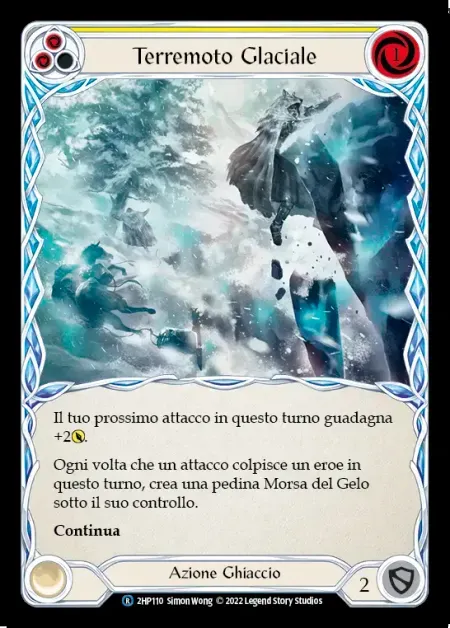 Terremoto Glaciale
1
Il tuo prossimo attacco in questo turno guadagna
+2.
Ogni volta che un attacco colpisce un eroe in
questo turno, crea una pedina Morsa del Gelo
sotto il suo controllo.
Continua
Azione Ghiaccio
2
R 2HP110 Simon Wong © 2022 Legend Story Studios